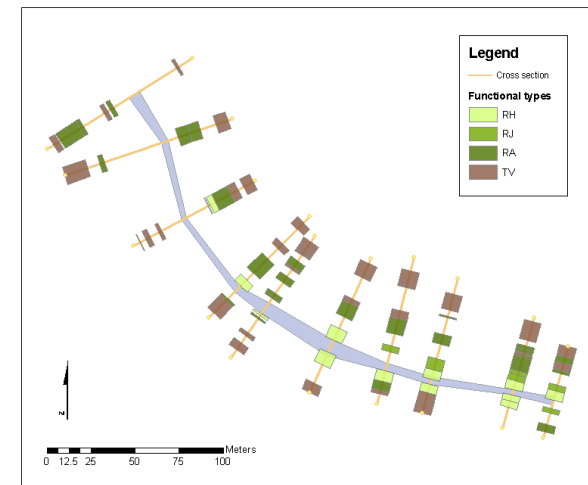 Legend
Cross section
Functional types
RH
RJ
RA
TV
N
Meters
0 12.5 25 50 75 100